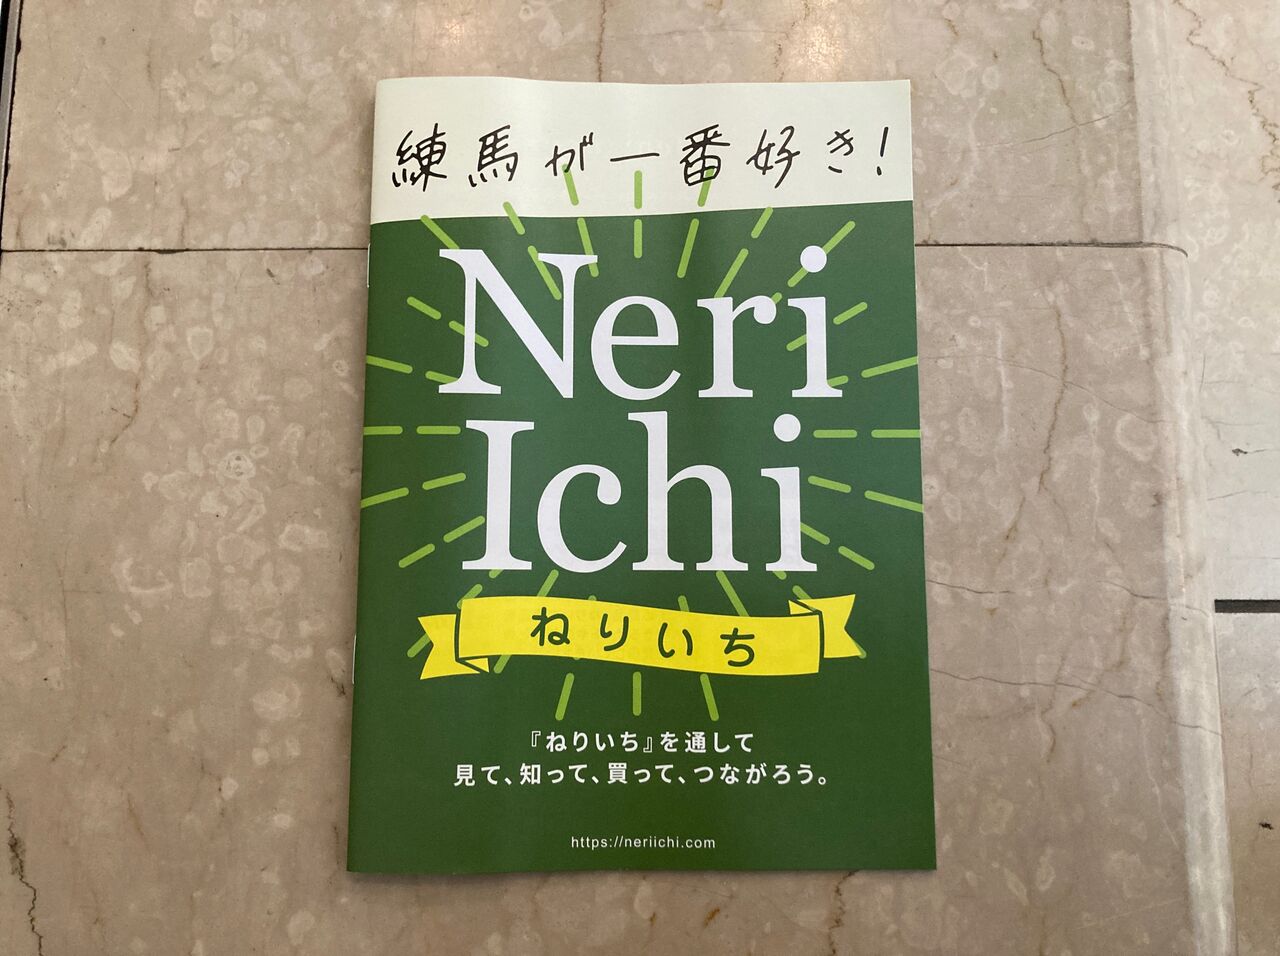 練馬が一番好き!
Neri
Ichi
ねりいち
『ねりいち』を通して
見て、知って、買って、つながろう。
https://neriichi.com